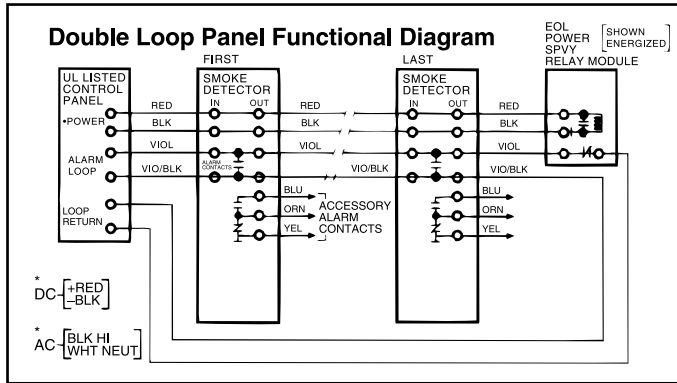 Double Loop Panel Functional Diagram
EOL
POWER
SPVY
RELAY MODULE
SHOWN
ENERGIZED
UL LISTED
CONTROL
PANEL
•POWER
ALARM
LOOP
LOOP
RETURN
FIRST
SMOKE
DETECTOR
IN OUT
LAST
SMOKE
DETECTOR
IN OUT
RED RED RED
BLK BLK BLK
VIOL VIOL VIOL
VIO/BLK VIO/BLK VIO/BLK
ALARM
CONTACTS
BLU
ORN
YEL
ACCESSORY
ALARM
CONTACTS
BLU
ORN
YEL
*
DC +RED
–BLK
*
AC BLK HI
WHT NEUT